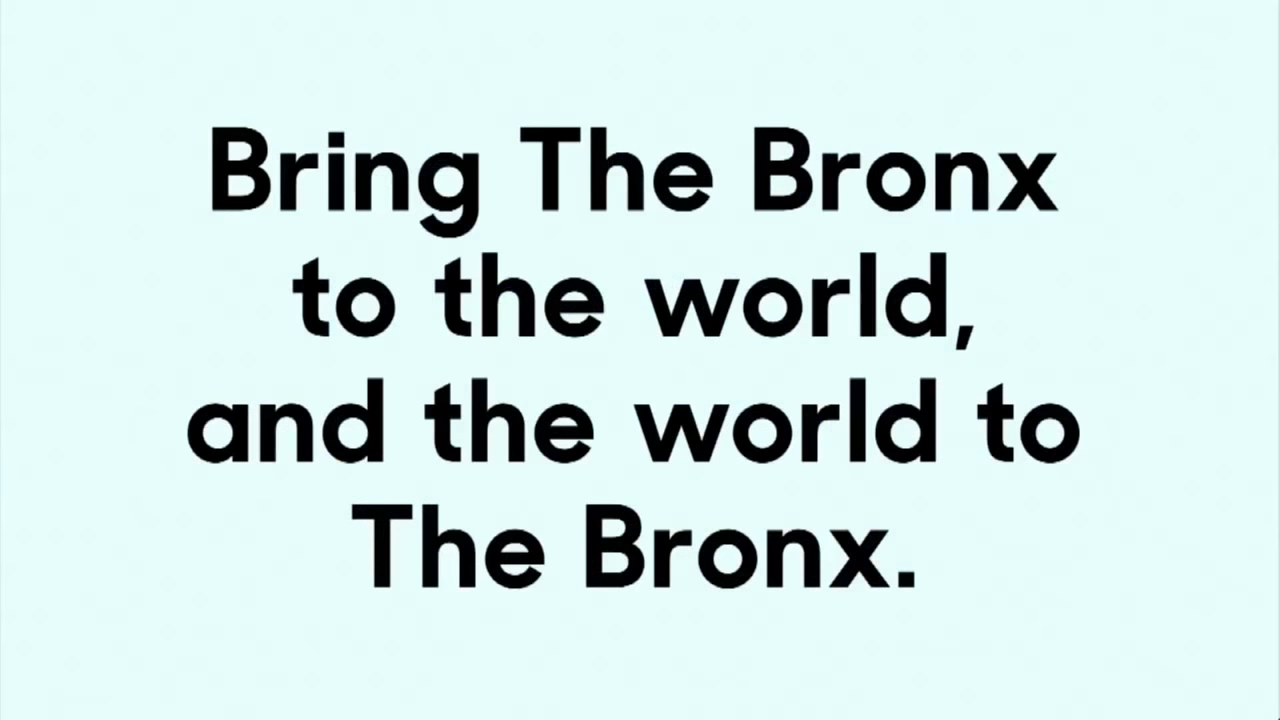 Bring The Bronx
to the world,
and the world to
The Bronx.